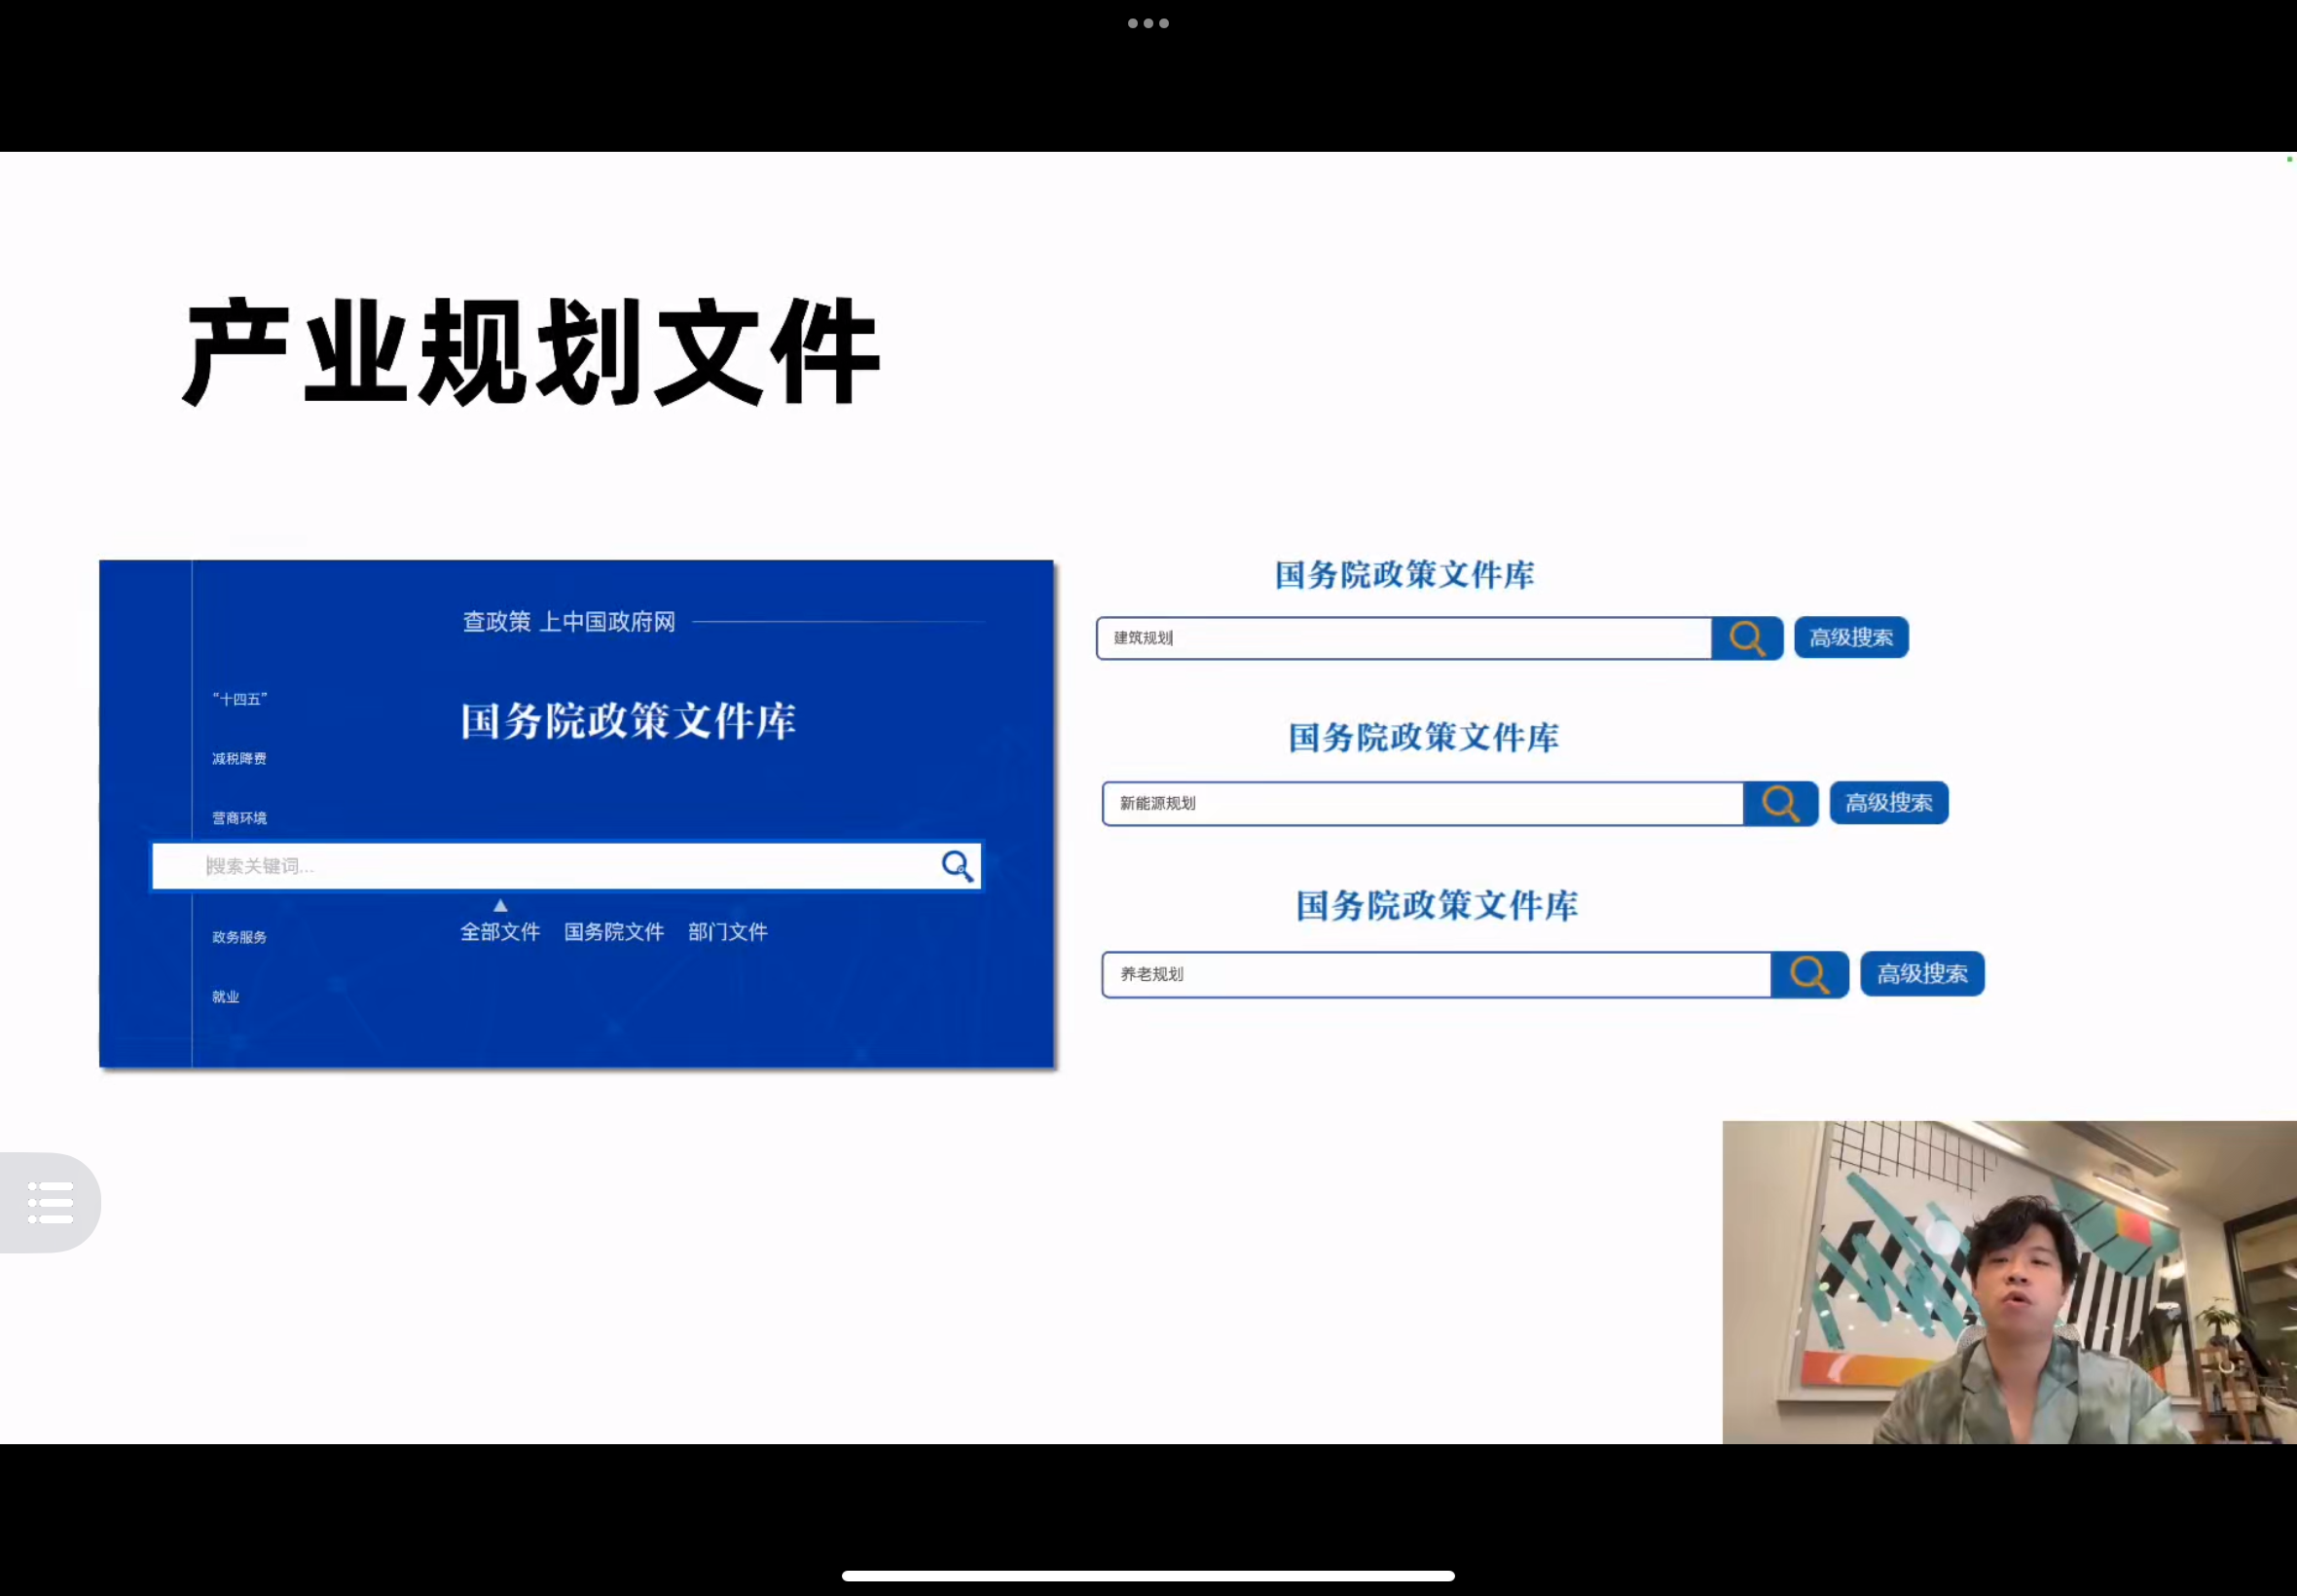 产业规划文件
查政策 上中国政府网
“十四五”
国务院政策文件库
减税降费
营商环境
搜索关键词...
全部文件 国务院文件 部门文件
政务服务
就业
国务院政策文件库
建筑规划 高级搜索
国务院政策文件库
新能源规划 高级搜索
国务院政策文件库
养老规划 高级搜索